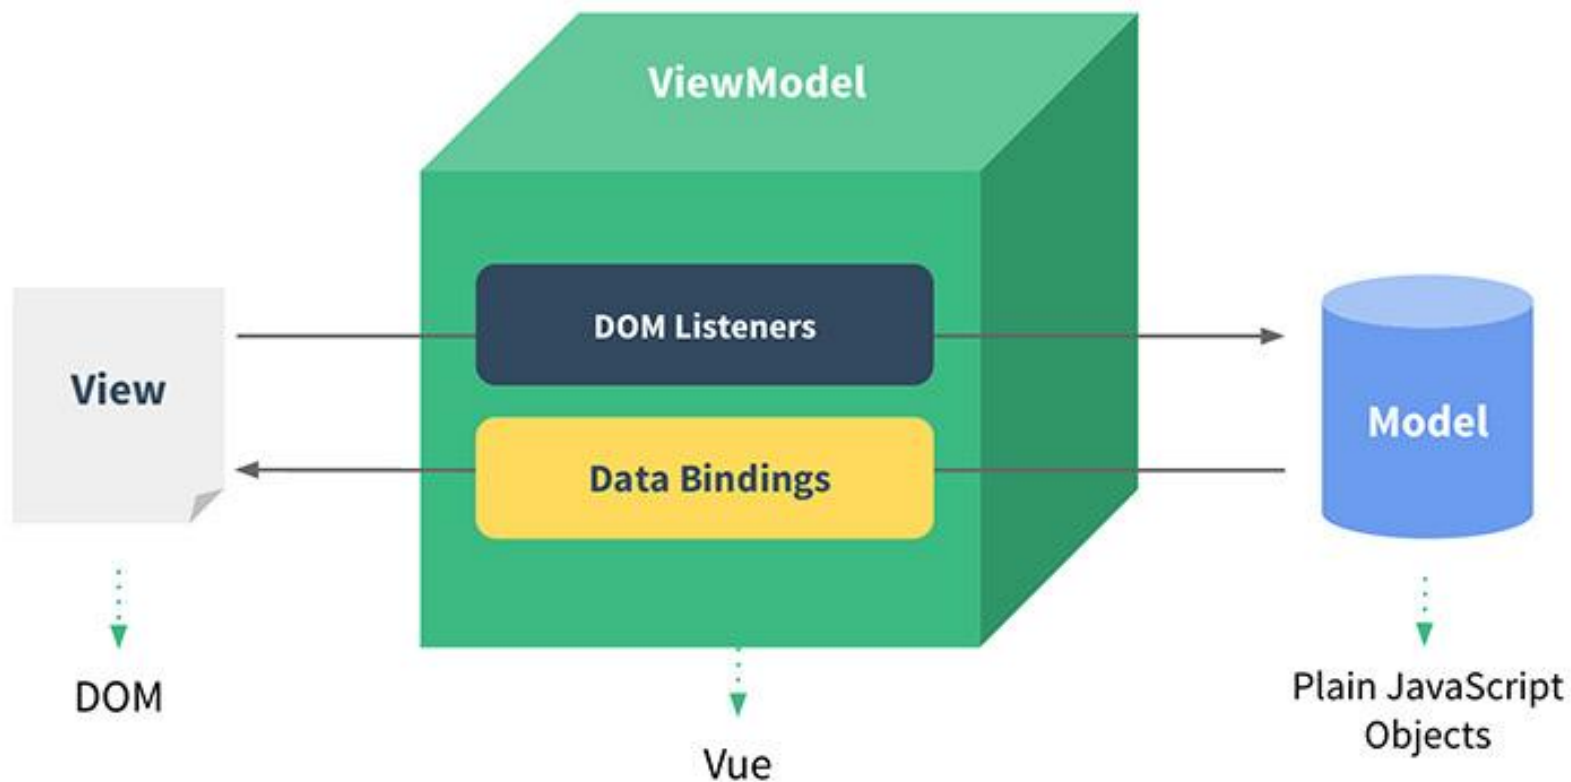 ViewModel
DOM Listeners
View
Model
Data Bindings
DOM
Plain JavaScript
Objects
Vue